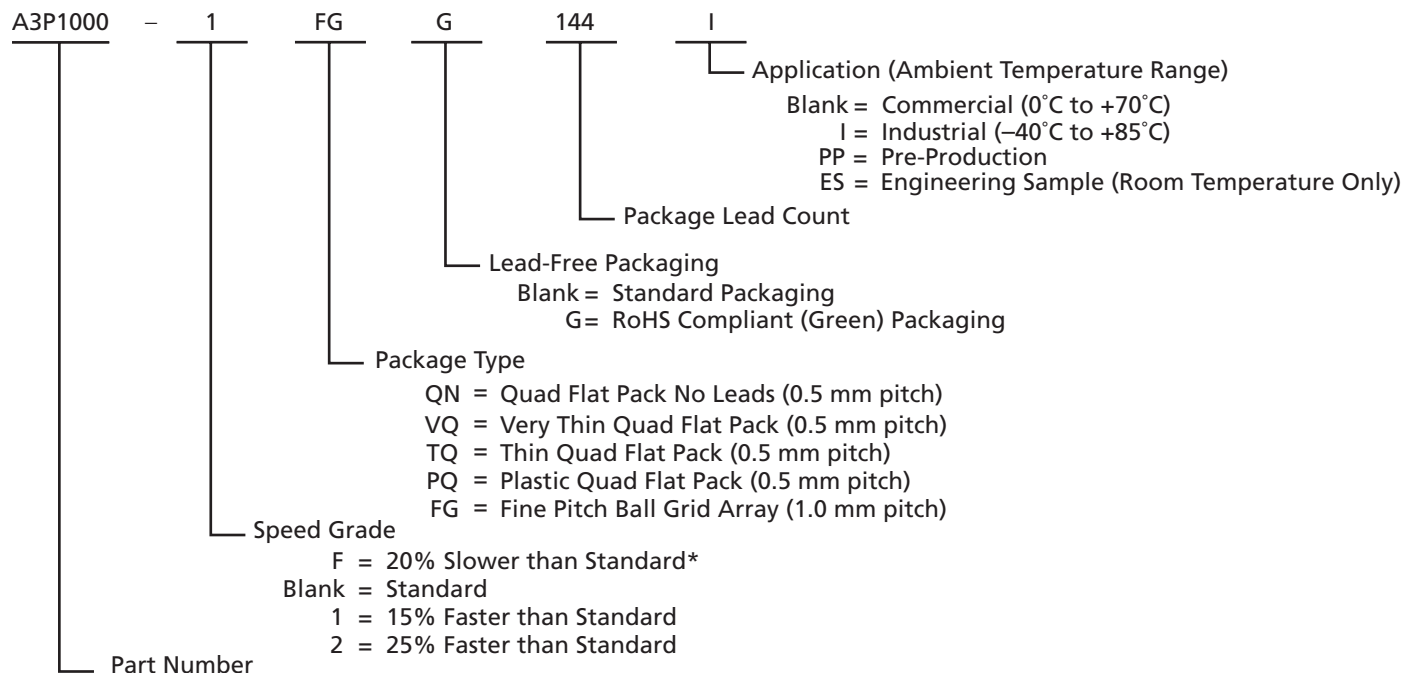 A3P1000 – 1 FG G 144 I
Application (Ambient Temperature Range)
Blank = Commercial (0˚C to +70˚C)
I = Industrial (–40˚C to +85˚C)
PP = Pre-Production
ES = Engineering Sample (Room Temperature Only)
Package Lead Count
Lead-Free Packaging
Blank = Standard Packaging
G= RoHS Compliant (Green) Packaging
Package Type
QN = Quad Flat Pack No Leads (0.5 mm pitch)
VQ = Very Thin Quad Flat Pack (0.5 mm pitch)
TQ = Thin Quad Flat Pack (0.5 mm pitch)
PQ = Plastic Quad Flat Pack (0.5 mm pitch)
FG = Fine Pitch Ball Grid Array (1.0 mm pitch)
Speed Grade
F = 20% Slower than Standard*
Blank = Standard
1 = 15% Faster than Standard
2 = 25% Faster than Standard
Part Number